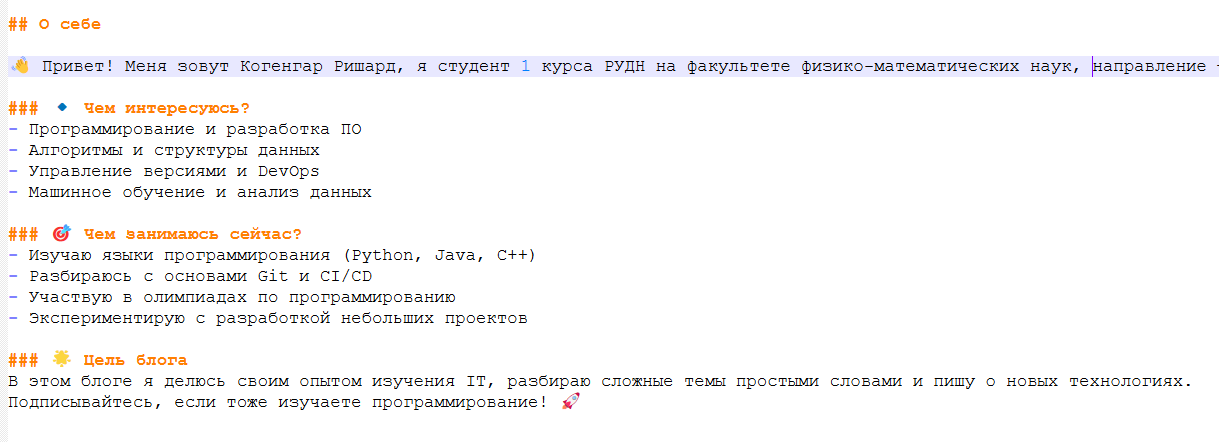 ## О себе
👋 Привет! Меня зовут Когенгар Ришард, я студент 1 курса РУДН на факультете физико-математических наук, направление -
### 🔹 Чем интересуюсь?
- Программирование и разработка ПО
- Алгоритмы и структуры данных
- Управление версиями и DevOps
- Машинное обучение и анализ данных
### 🎯 Чем занимаюсь сейчас?
- Изучаю языки программирования (Python, Java, C++)
- Разбираюсь с основами Git и CI/CD
- Участвую в олимпиадах по программированию
- Экспериментирую с разработкой небольших проектов
### 🌟 Цель блога
В этом блоге я делюсь своим опытом изучения IT, разбираю сложные темы простыми словами и пишу о новых технологиях.
Подписывайтесь, если тоже изучаете программирование! 🚀